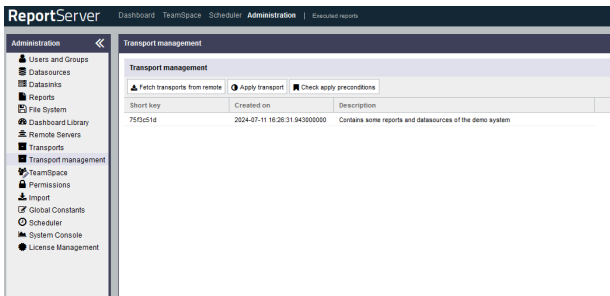 ReportServer
Dashboard TeamSpace Scheduler Administration | Executed reports
Administration
Users and Groups
Datasources
Datasinks
Reports
File System
Dashboard Library
Remote Servers
Transports
Transport management
TeamSpace
Permissions
Import
Global Constants
Scheduler
System Console
License Management
Transport management
Transport management
Fetch transports from remote Apply transport Check apply preconditions
Short key Created on Description
75f3c51d 2024-07-11 16:26:31.943000000 Contains some reports and datasources of the demo system